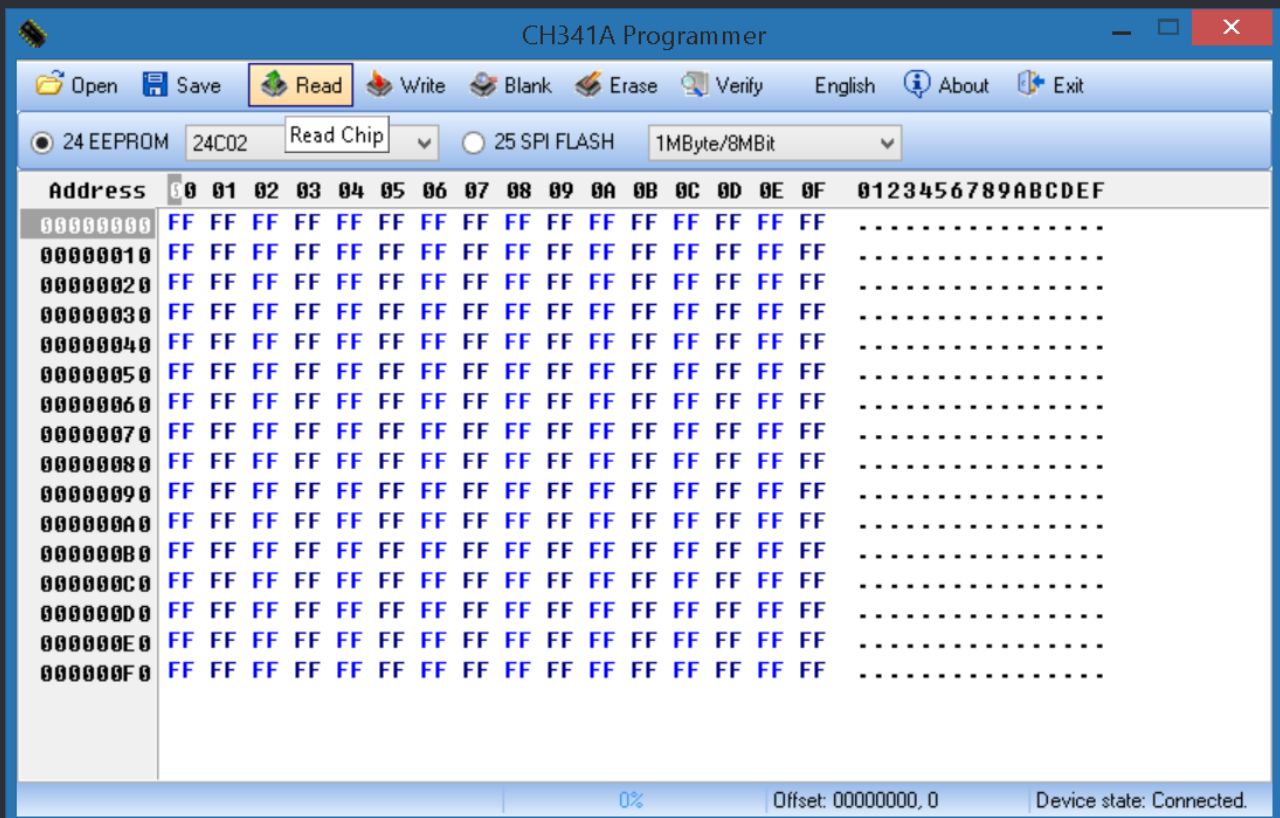 CH341A Programmer
Open Save Read Write Blank Erase Verify English About Exit
24 EEPROM 24C02 Read Chip 25 SPI FLASH 1MByte/8MBit
Address 00 01 02 03 04 05 06 07 08 09 0A 0B 0C 0D 0E 0F 0123456789ABCDEF
00000000 FF FF FF FF FF FF FF FF FF FF FF FF FF FF FF FF ................
00000010 FF FF FF FF FF FF FF FF FF FF FF FF FF FF FF FF ................
00000020 FF FF FF FF FF FF FF FF FF FF FF FF FF FF FF FF ................
00000030 FF FF FF FF FF FF FF FF FF FF FF FF FF FF FF FF ................
00000040 FF FF FF FF FF FF FF FF FF FF FF FF FF FF FF FF ................
00000050 FF FF FF FF FF FF FF FF FF FF FF FF FF FF FF FF ................
00000060 FF FF FF FF FF FF FF FF FF FF FF FF FF FF FF FF ................
00000070 FF FF FF FF FF FF FF FF FF FF FF FF FF FF FF FF ................
00000080 FF FF FF FF FF FF FF FF FF FF FF FF FF FF FF FF ................
00000090 FF FF FF FF FF FF FF FF FF FF FF FF FF FF FF FF ................
000000A0 FF FF FF FF FF FF FF FF FF FF FF FF FF FF FF FF ................
000000B0 FF FF FF FF FF FF FF FF FF FF FF FF FF FF FF FF ................
000000C0 FF FF FF FF FF FF FF FF FF FF FF FF FF FF FF FF ................
000000D0 FF FF FF FF FF FF FF FF FF FF FF FF FF FF FF FF ................
000000E0 FF FF FF FF FF FF FF FF FF FF FF FF FF FF FF FF ................
000000F0 FF FF FF FF FF FF FF FF FF FF FF FF FF FF FF FF ................
0% Offset: 00000000, 0 Device state: Connected.